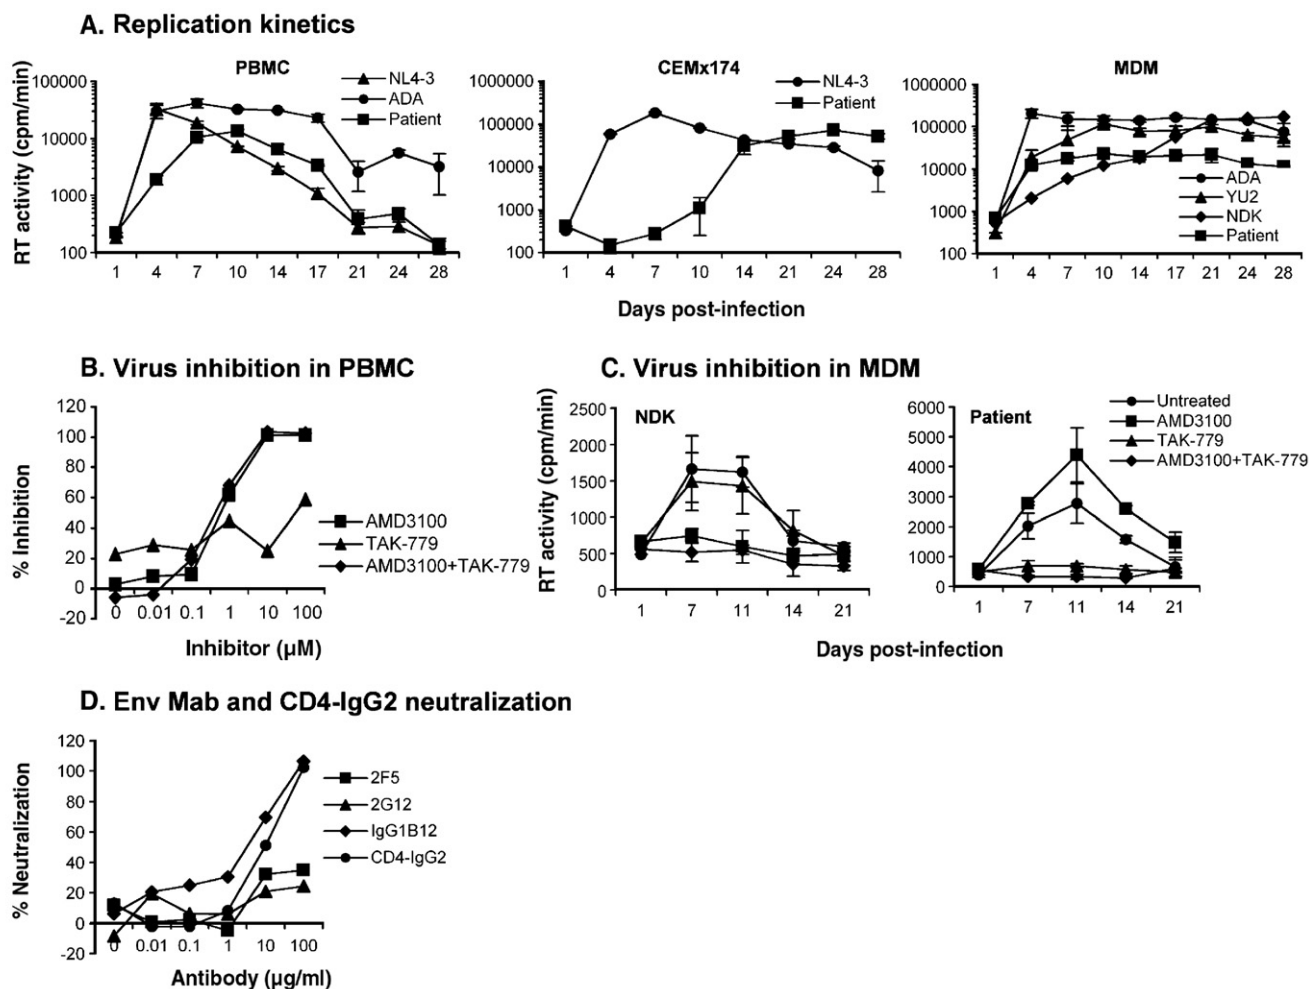 A. Replication kinetics
PBMC
RT activity (cpm/min)
100000
10000
1000
100
1 4 7 10 14 17 21 24 28
NL4-3
ADA
Patient
CEMx174
1000000
100000
10000
1000
100
1 4 7 10 14 21 24 28
NL4-3
Patient
MDM
1000000
100000
10000
1000
100
1 4 7 10 14 17 21 24 28
ADA
YU2
NDK
Patient
Days post-infection
B. Virus inhibition in PBMC
% Inhibition
120
100
80
60
40
20
0
-20
0 0.01 0.1 1 10 100
Inhibitor (µM)
AMD3100
TAK-779
AMD3100+TAK-779
C. Virus inhibition in MDM
RT activity (cpm/min)
NDK
2500
2000
1500
1000
500
0
1 7 11 14 21
Patient
6000
5000
4000
3000
2000
1000
0
1 7 11 14 21
Untreated
AMD3100
TAK-779
AMD3100+TAK-779
Days post-infection
D. Env Mab and CD4-IgG2 neutralization
% Neutralization
120
100
80
60
40
20
0
-20
0 0.01 0.1 1 10 100
Antibody (µg/ml)
2F5
2G12
IgG1B12
CD4-IgG2